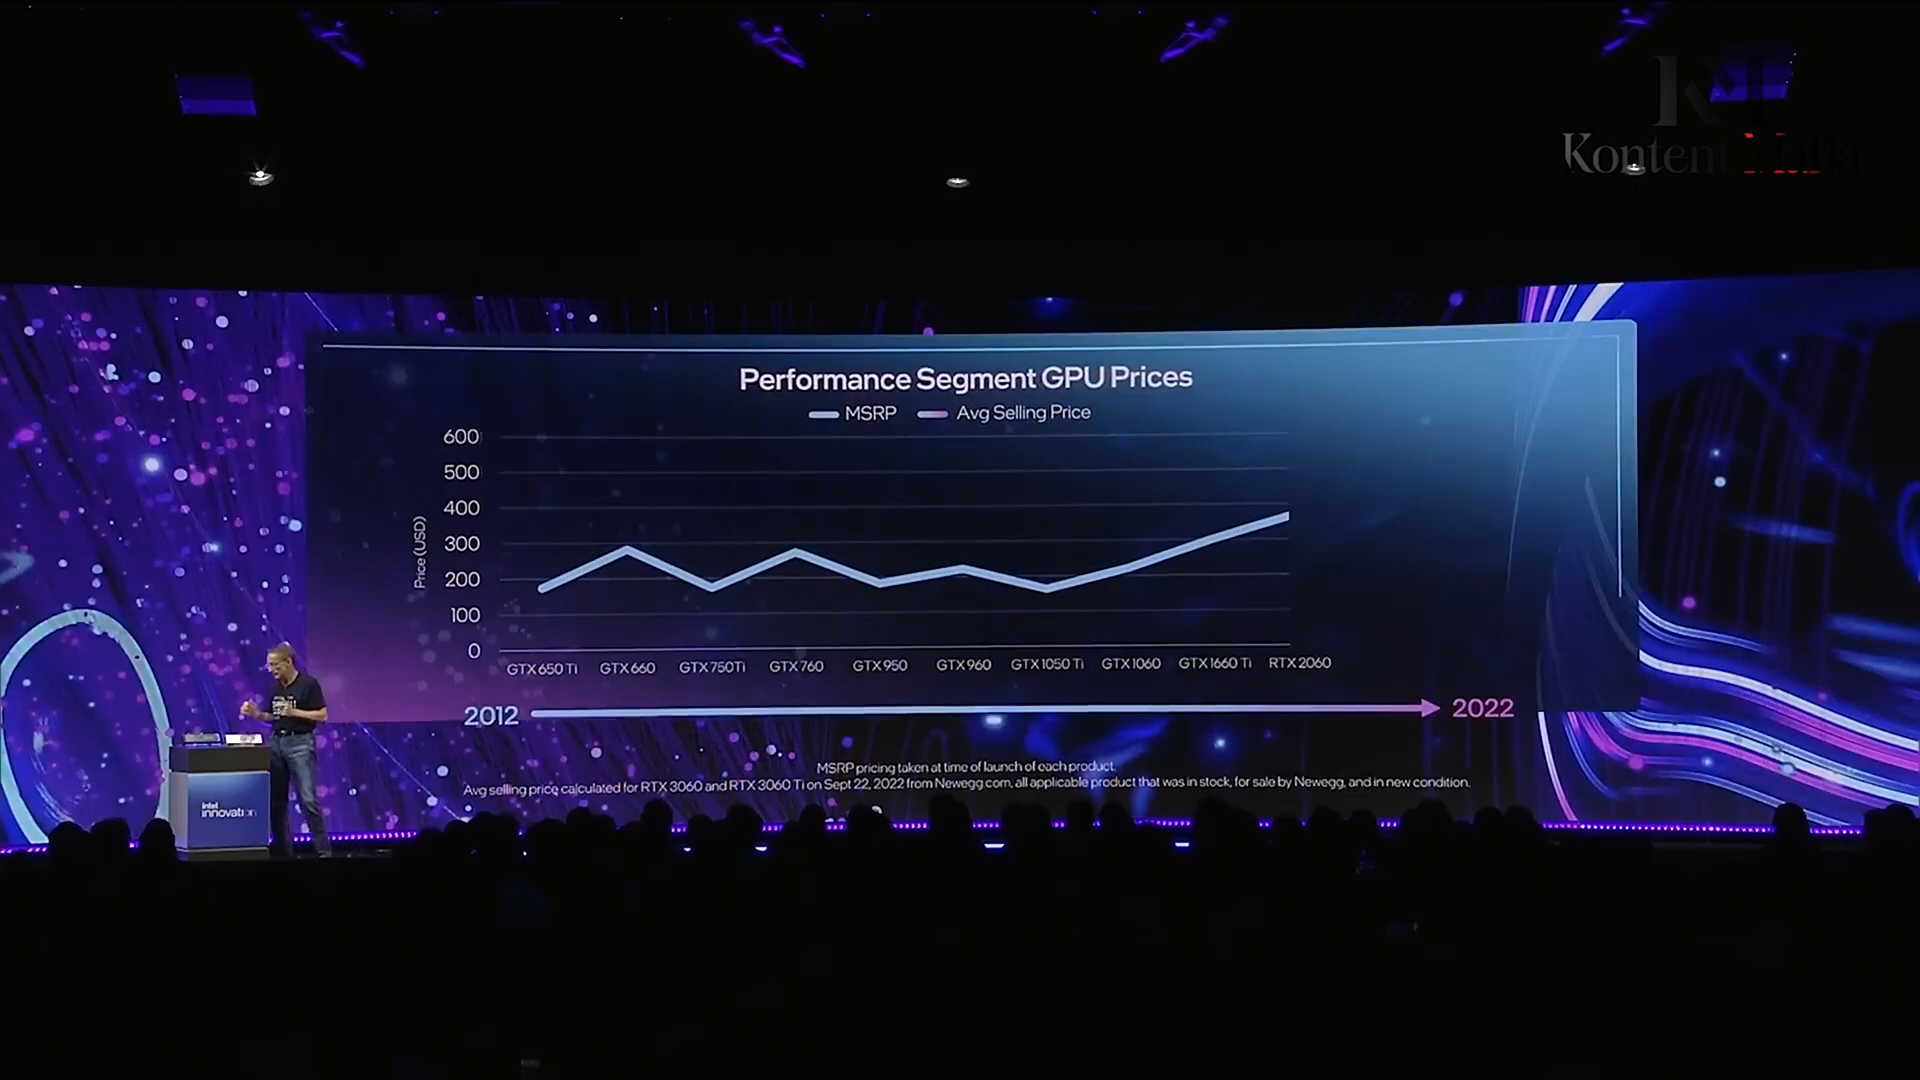 Kontent
Performance Segment GPU Prices
MSRP Avg Selling Price
600
500
400
300
200
100
0
Price (USD)
GTX 650 Ti GTX 660 GTX 750Ti GTX 760 GTX 950 GTX 960 GTX 1050 Ti GTX 1060 GTX 1660 Ti RTX 2060
2012 2022
MSRP pricing taken at time of launch of each product.
Avg selling price calculated for RTX 3060 and RTX 3060 Ti on Sept 22, 2022 from Newegg.com, all applicable product that was in stock, for sale by Newegg, and in new condition.
intel
innovation